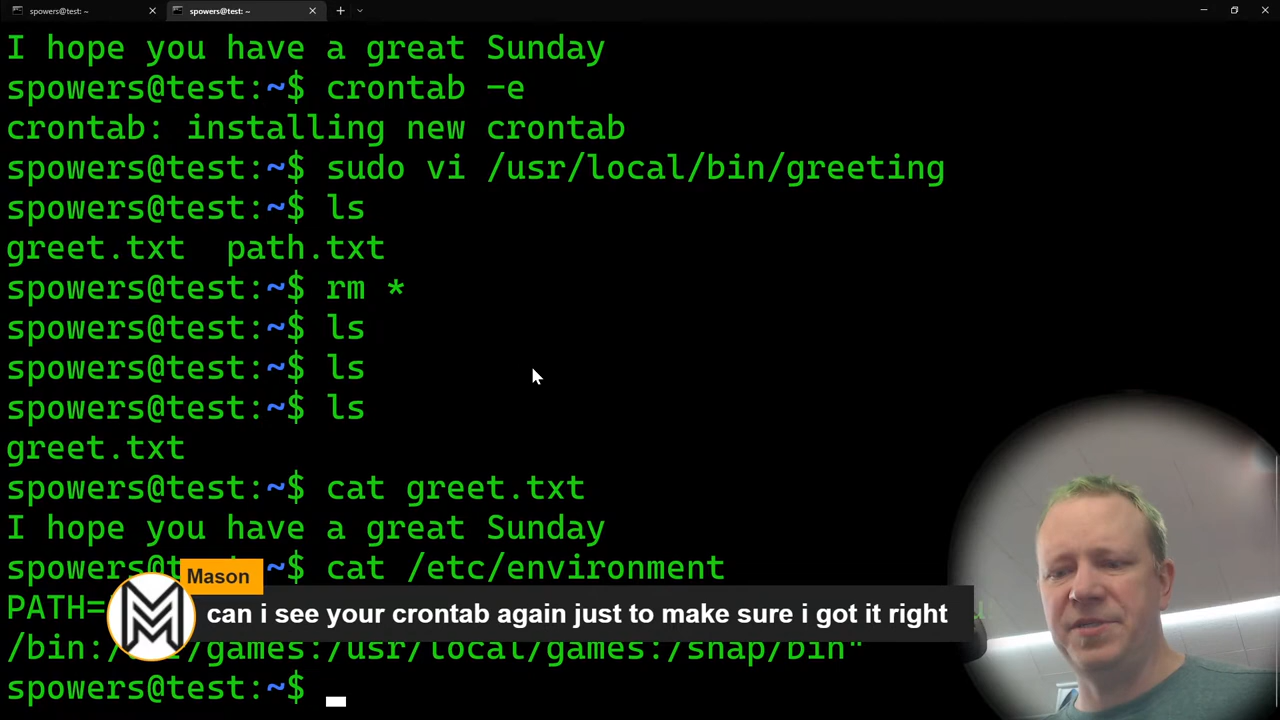 spowers@test: ~
spowers@test: ~
I hope you have a great Sunday
spowers@test:~$ crontab -e
crontab: installing new crontab
spowers@test:~$ sudo vi /usr/local/bin/greeting
spowers@test:~$ ls
greet.txt  path.txt
spowers@test:~$ rm *
spowers@test:~$ ls
spowers@test:~$ ls
spowers@test:~$ ls
greet.txt
spowers@test:~$ cat greet.txt
I hope you have a great Sunday
spowers@test:~$ cat /etc/environment
Mason
PATH=
can i see your crontab again just to make sure i got it right
/bin:/usr/games:/usr/local/games:/snap/bin"
spowers@test:~$